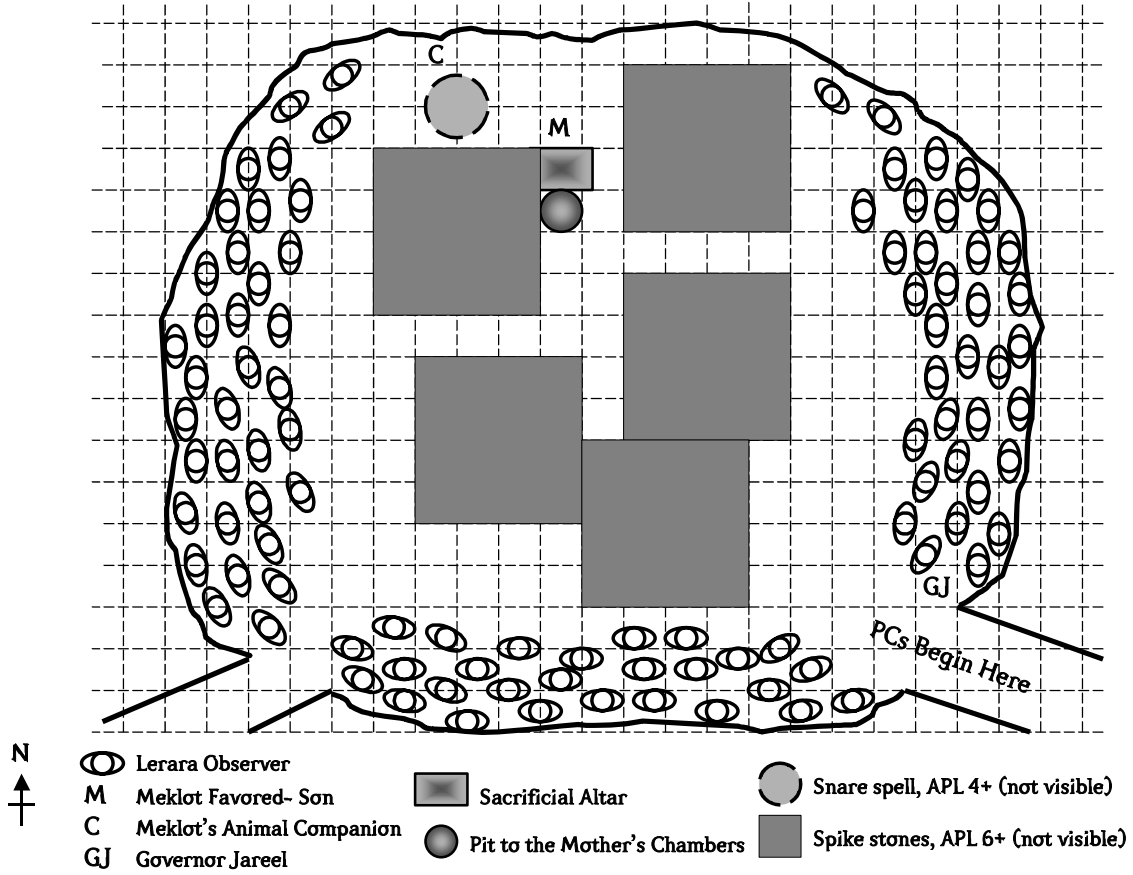 C
M
GJ
PCs Begin Here
N
Lerara Observer
M Meklot Favored- Son
C Meklot's Animal Companion
GJ Governor Jareel
Sacrificial Altar
Pit to the Mother's Chambers
Snare spell, APL 4+ (not visible)
Spike stones, APL 6+ (not visible)